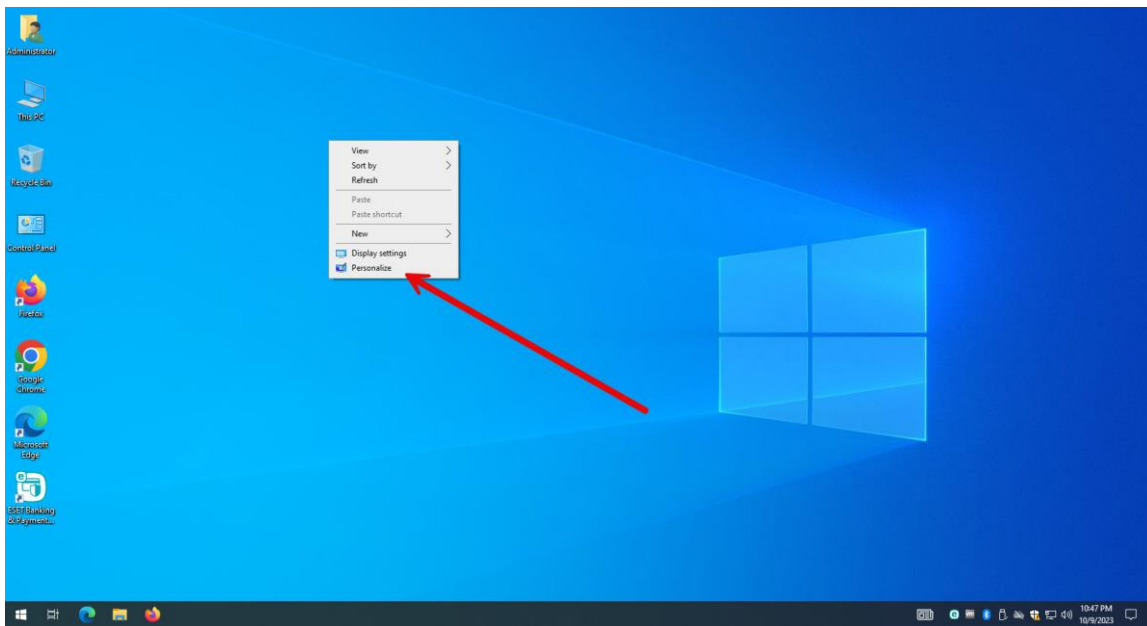 Administrator
This PC
Recycle Bin
Control Panel
Firefox
Google
Chrome
Microsoft
Edge
ESET Banking
& Payment...
View
Sort by
Refresh
Paste
Paste shortcut
New
Display settings
Personalize
10:47 PM
10/9/2023